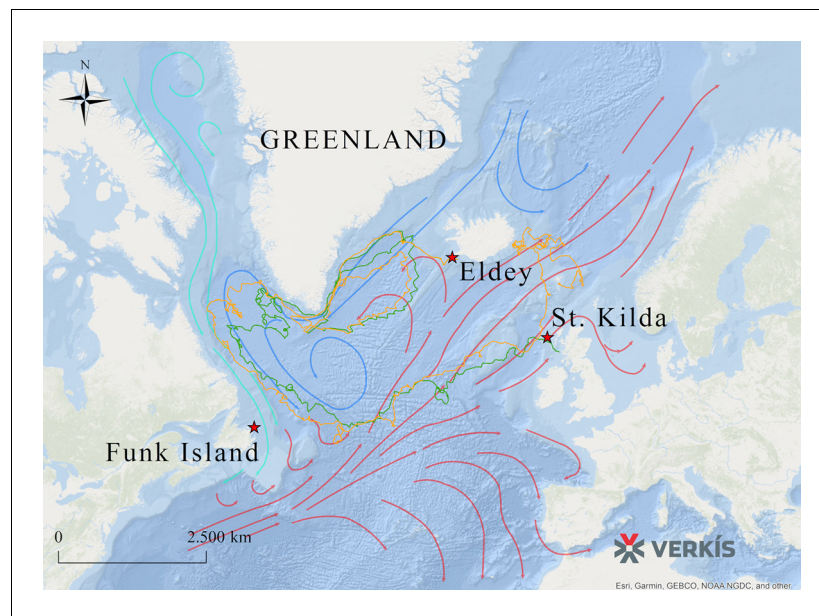 N
GREENLAND
Eldey
St. Kilda
Funk Island
0 2.500 km
VERKÍS
Esri, Garmin, GEBCO, NOAA NGDC, and other.